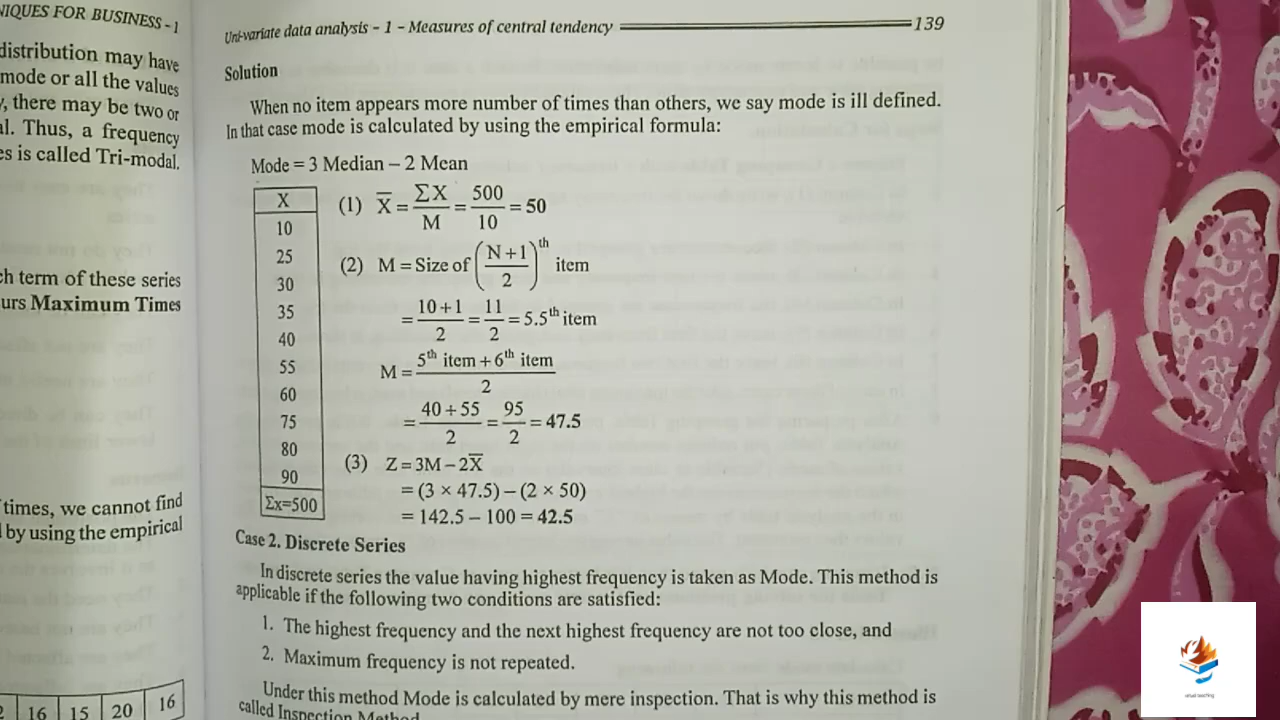 NIQUES FOR BUSINESS - 1
distribution may have
mode or all the values
, there may be two or
al. Thus, a frequency
es is called Tri-modal.
ch term of these series
urs Maximum Times
times, we cannot find
by using the empirical
16 15 20 16
Uni-variate data analysis - 1 - Measures of central tendency 139
Solution
When no item appears more number of times than others, we say mode is ill defined.
In that case mode is calculated by using the empirical formula:
Mode = 3 Median – 2 Mean
X
10
25
30
35
40
55
60
75
80
90
Σx=500
(1) X̅ = ΣX/M = 500/10 = 50
(2) M = Size of ((N+1)/2)th item
= (10+1)/2 = 11/2 = 5.5th item
M = (5th item + 6th item)/2
= (40 + 55)/2 = 95/2 = 47.5
(3) Z = 3M – 2X̅
= (3 × 47.5) – (2 × 50)
= 142.5 – 100 = 42.5
Case 2. Discrete Series
In discrete series the value having highest frequency is taken as Mode. This method is
applicable if the following two conditions are satisfied:
1. The highest frequency and the next highest frequency are not too close, and
2. Maximum frequency is not repeated.
Under this method Mode is calculated by mere inspection. That is why this method is
called Inspection Method